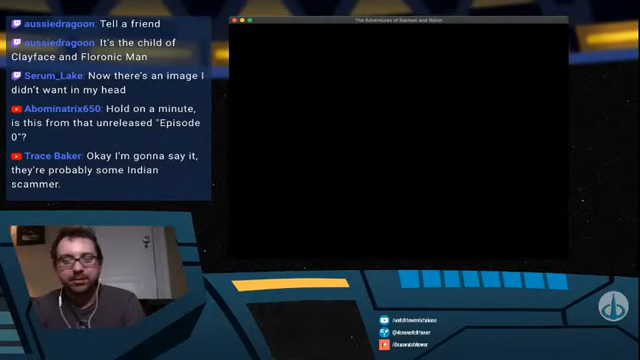 aussiedragoon: Tell a friend
aussiedragoon: It's the child of
Clayface and Floronic Man
Serum_Lake: Now there's an image I
didn't want in my head
Abominatrix650: Hold on a minute,
is this from that unreleased "Episode
0"?
Trace Baker: Okay I'm gonna say it,
they're probably some Indian
scammer.
The Adventures of Batman and Robin